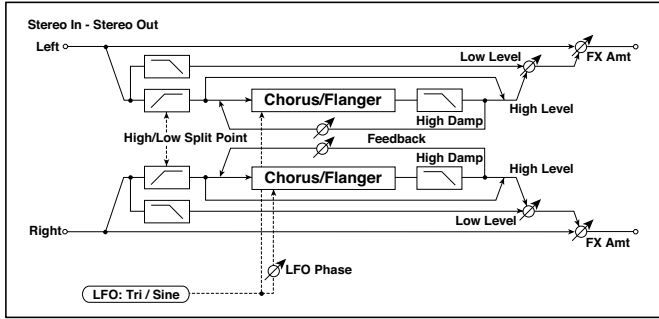 Stereo In - Stereo Out
Left
Low Level
FX Amt
Chorus/Flanger
High Level
High Damp
High/Low Split Point
Feedback
High Damp
High Level
Chorus/Flanger
Low Level
Right
FX Amt
LFO Phase
LFO: Tri / Sine